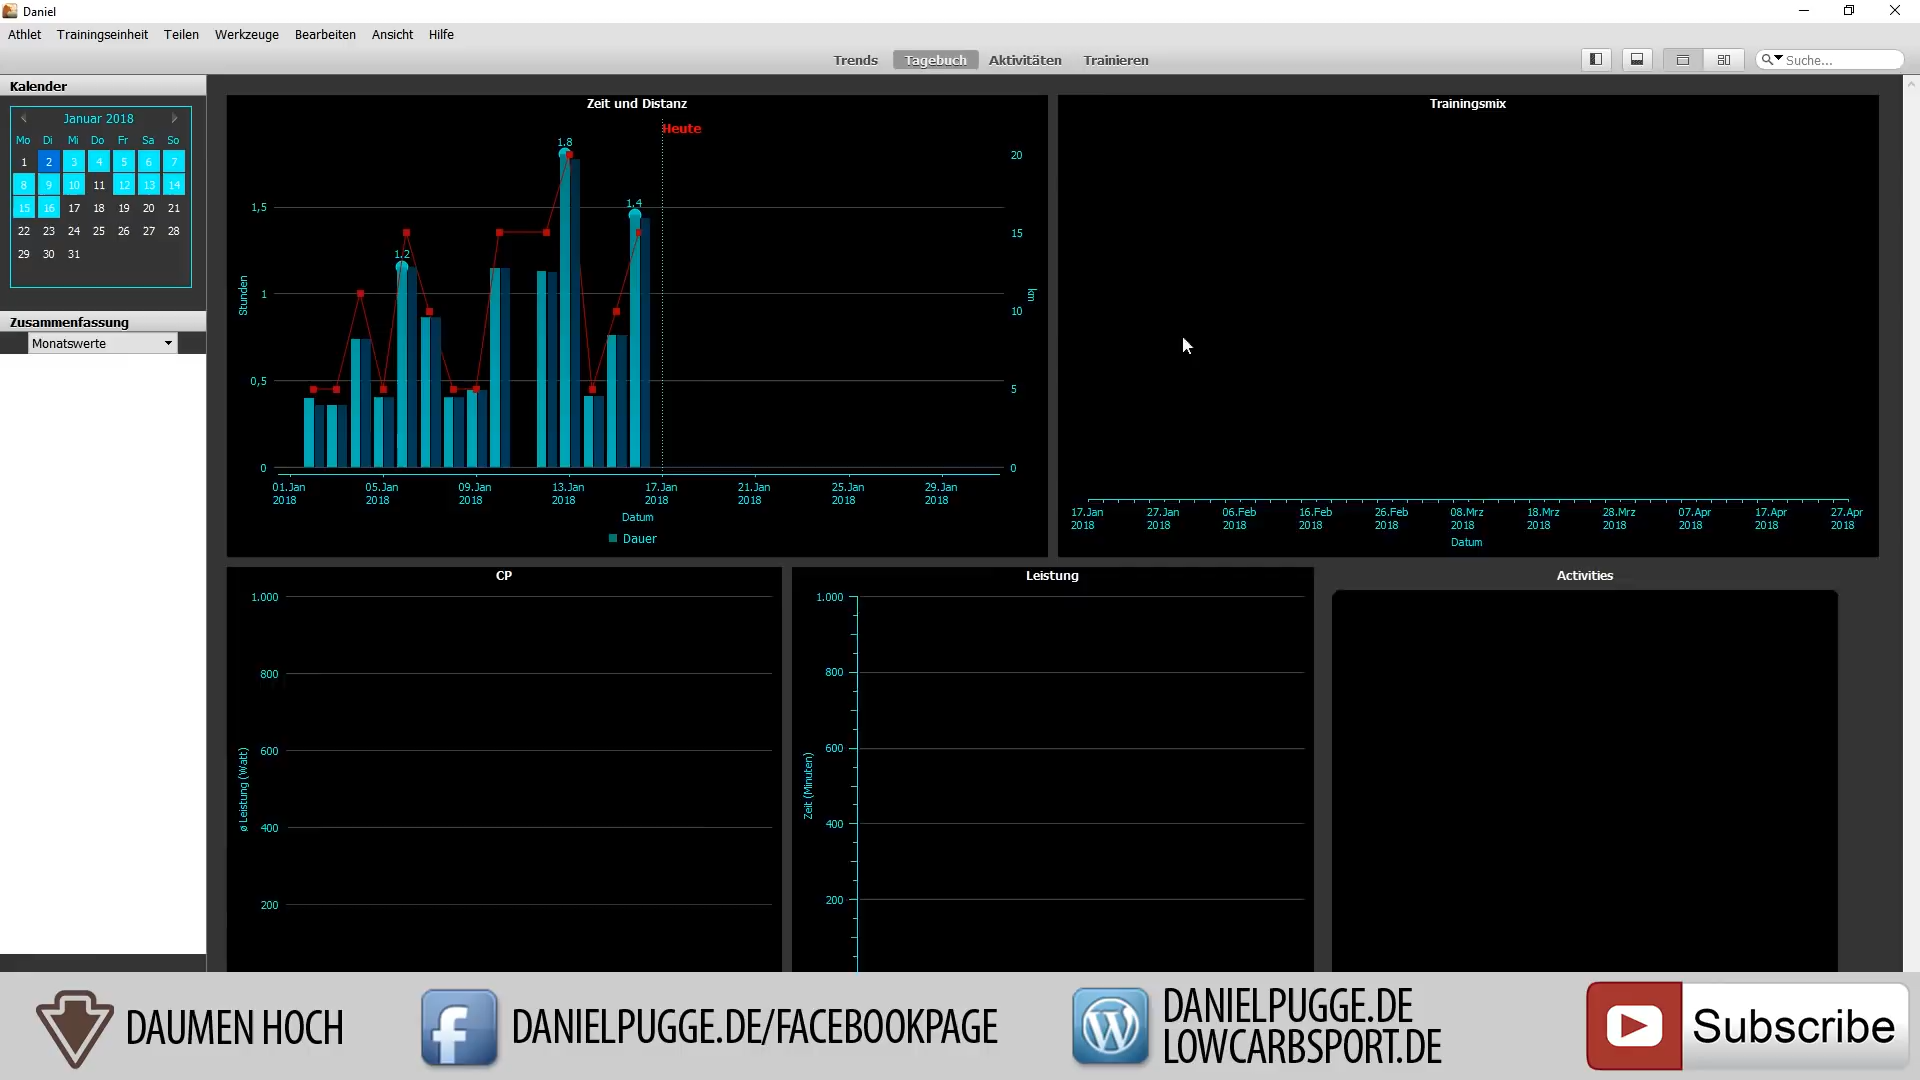 Daniel
Athlet Trainingseinheit Teilen Werkzeuge Bearbeiten Ansicht Hilfe
Trends Tagebuch Aktivitäten Trainieren
Suche...
Kalender
Januar 2018
Mo Di Mi Do Fr Sa So
1 2 3 4 5 6 7
8 9 10 11 12 13 14
15 16 17 18 19 20 21
22 23 24 25 26 27 28
29 30 31
Zusammenfassung
Monatswerte
Zeit und Distanz
Heute
1.8
1.4
1.2
Stunden
1,5
1
0,5
0
km
20
15
10
5
0
01.Jan 2018
05.Jan 2018
09.Jan 2018
13.Jan 2018
17.Jan 2018
21.Jan 2018
25.Jan 2018
29.Jan 2018
Datum
Dauer
Trainingsmix
17.Jan 2018
27.Jan 2018
06.Feb 2018
16.Feb 2018
26.Feb 2018
08.Mrz 2018
18.Mrz 2018
28.Mrz 2018
07.Apr 2018
17.Apr 2018
27.Apr 2018
Datum
CP
ø Leistung (Watt)
1.000
800
600
400
200
Leistung
Zeit (Minuten)
1.000
800
600
400
200
Activities
DAUMEN HOCH
DANIELPUGGE.DE/FACEBOOKPAGE
DANIELPUGGE.DE
LOWCARBSPORT.DE
Subscribe